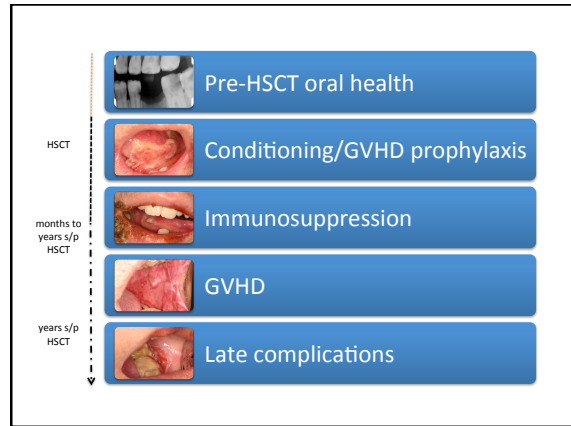 Pre-HSCT oral health
HSCT
Conditioning/GVHD prophylaxis
Immunosuppression
months to
years s/p
HSCT
GVHD
years s/p
HSCT
Late complications